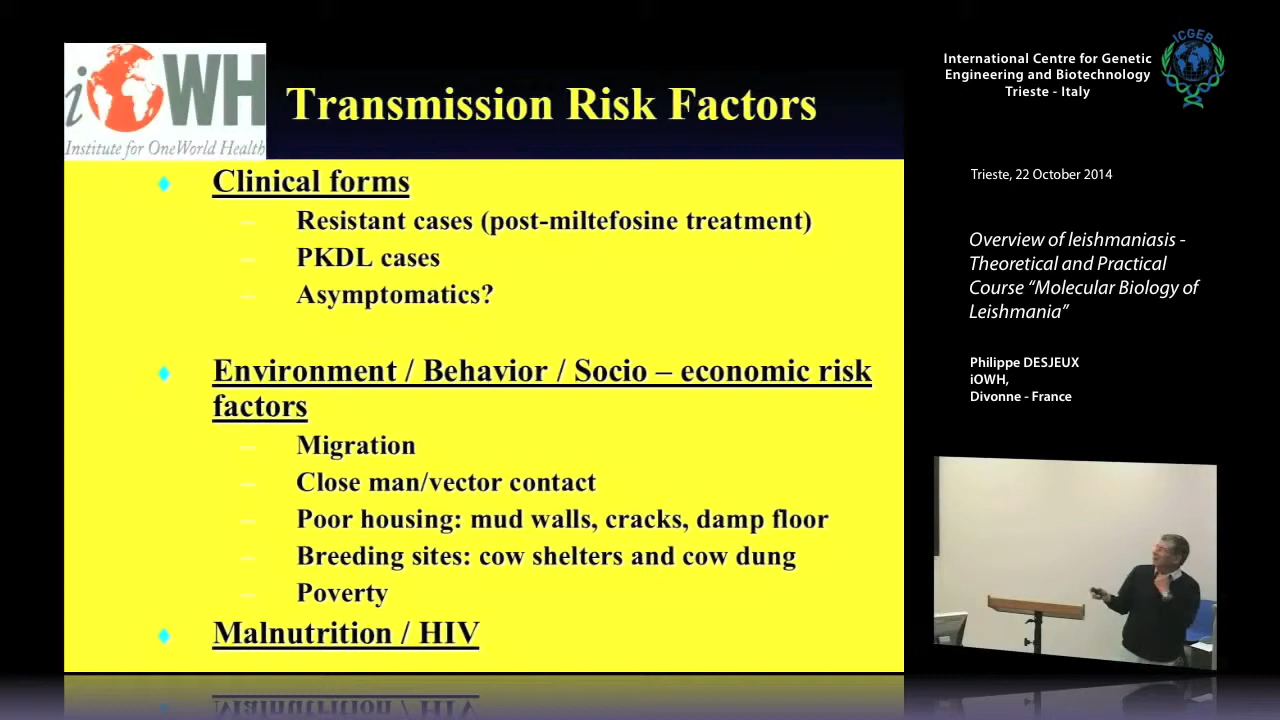 iOWH
Institute for OneWorld Health
Transmission Risk Factors
Clinical forms
– Resistant cases (post-miltefosine treatment)
– PKDL cases
– Asymptomatics?
Environment / Behavior / Socio – economic risk
factors
– Migration
– Close man/vector contact
– Poor housing: mud walls, cracks, damp floor
– Breeding sites: cow shelters and cow dung
– Poverty
Malnutrition / HIV
International Centre for Genetic
Engineering and Biotechnology
Trieste - Italy
ICGEB
Trieste, 22 October 2014
Overview of leishmaniasis -
Theoretical and Practical
Course “Molecular Biology of
Leishmania”
Philippe DESJEUX
iOWH,
Divonne - France